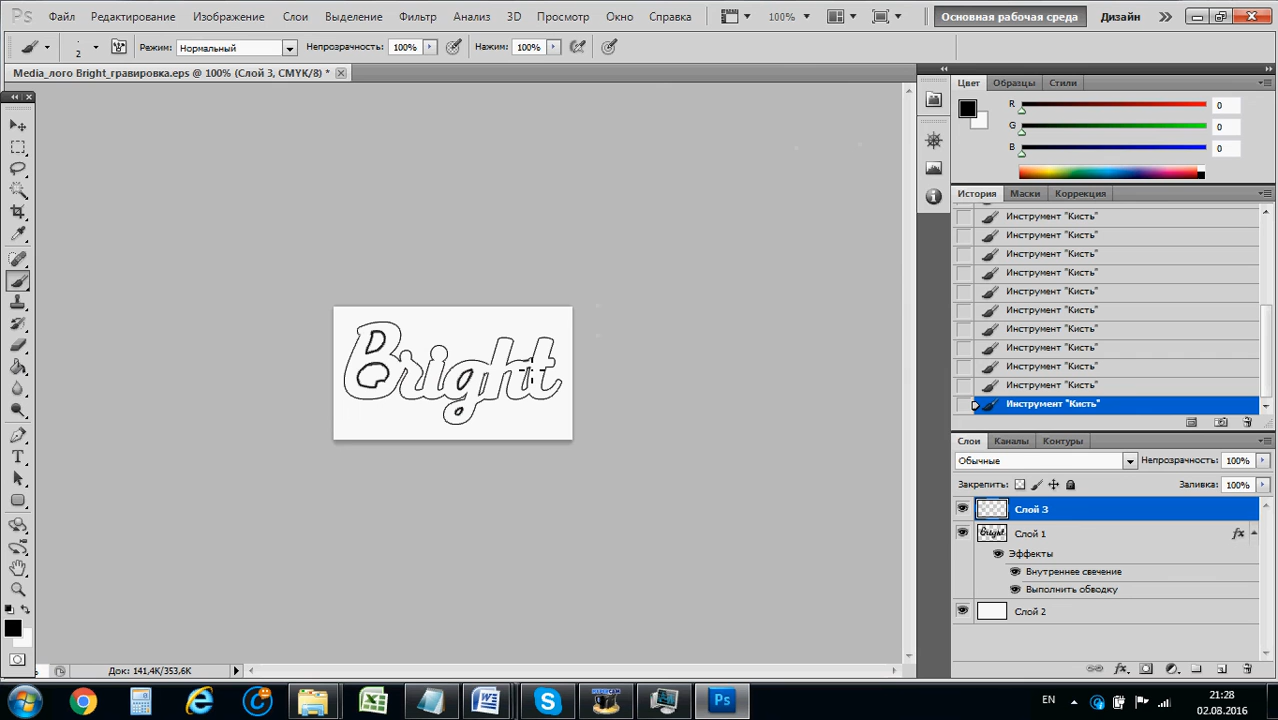 Ps Файл Редактирование Изображение Слои Выделение Фильтр Анализ 3D Просмотр Окно Справка 100% Основная рабочая среда Дизайн
2 Режим: Нормальный Непрозрачность: 100% Нажим: 100%
Media_лого Bright_гравировка.eps @ 100% (Слой 3, CMYK/8) *
Цвет Образцы Стили
R 0
G 0
B 0
История Маски Коррекция
Инструмент "Кисть"
Инструмент "Кисть"
Инструмент "Кисть"
Инструмент "Кисть"
Инструмент "Кисть"
Инструмент "Кисть"
Инструмент "Кисть"
Инструмент "Кисть"
Инструмент "Кисть"
Инструмент "Кисть"
Инструмент "Кисть"
Bright
Слои Каналы Контуры
Обычные Непрозрачность: 100%
Закрепить: Заливка: 100%
Слой 3
Bright Слой 1 fx
Эффекты
Внутреннее свечение
Выполнить обводку
Слой 2
Док: 141,4K/353,6K
EN 21:28
02.08.2016